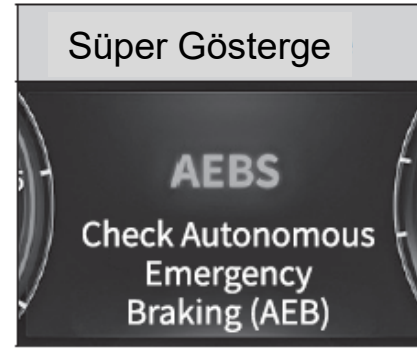 Süper Gösterge
AEBS
Check Autonomous
Emergency
Braking (AEB)